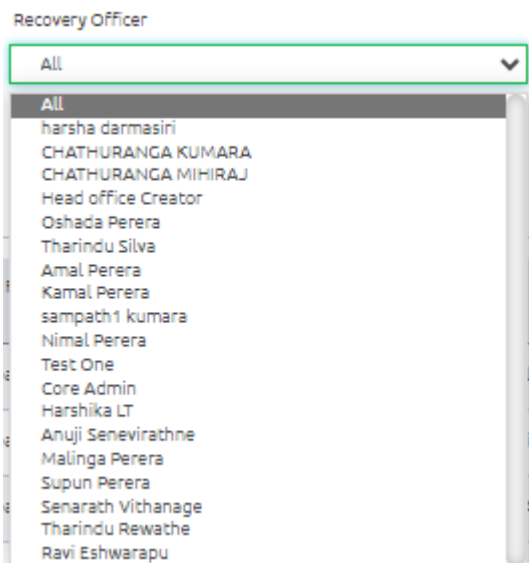 Recovery Officer
All
All
harsha darmasiri
CHATHURANGA KUMARA
CHATHURANGA MIHIRAJ
Head office Creator
Oshada Perera
Tharindu Silva
Amal Perera
Kamal Perera
sampath1 kumara
Nimal Perera
Test One
Core Admin
Harshika LT
Anuji Senevirathne
Malinga Perera
Supun Perera
Senarath Vithanage
Tharindu Rewathe
Ravi Eshwarapu